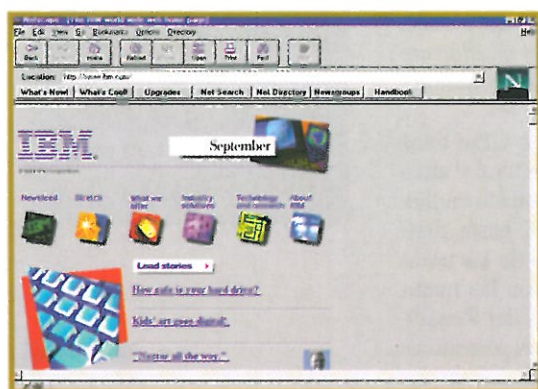 Netscape - [The IBM world wide web home page]
File Edit View Go Bookmarks Options Directory Help
Back Home Reload Open Print Find
Location: http://www.ibm.com/
What's New! What's Cool! Upgrades Net Search Net Directory Newsgroups Handbook
IBM
September
Newsfeed Stretch What we offer Industry solutions Technology and research About IBM
Lead stories
How safe is your hard drive?
Kids' art goes digital!
"Narrow all the way."